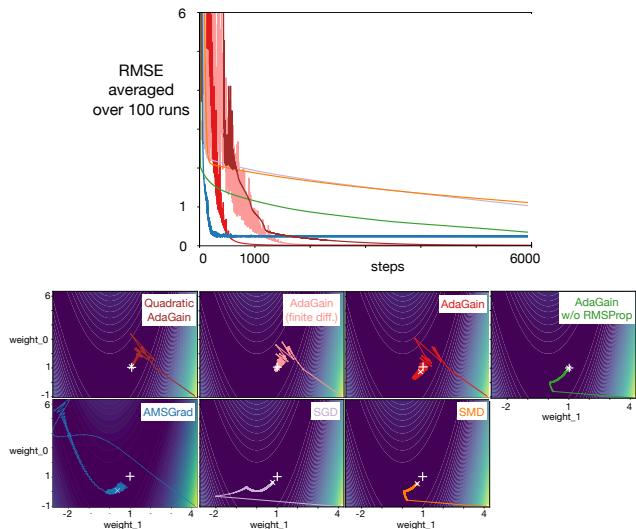 6
RMSE
averaged
over 100 runs
1
0
0
1000
steps
6000
6
weight_0
1
-1
Quadratic
AdaGain
AdaGain
(finite diff.)
AdaGain
AdaGain
w/o RMSProp
-2
1
4
weight_1
6
weight_0
1
-1
AMSGrad
SGD
SMD
-2
1
4
weight_1
-2
1
4
-2
1
4
weight_1